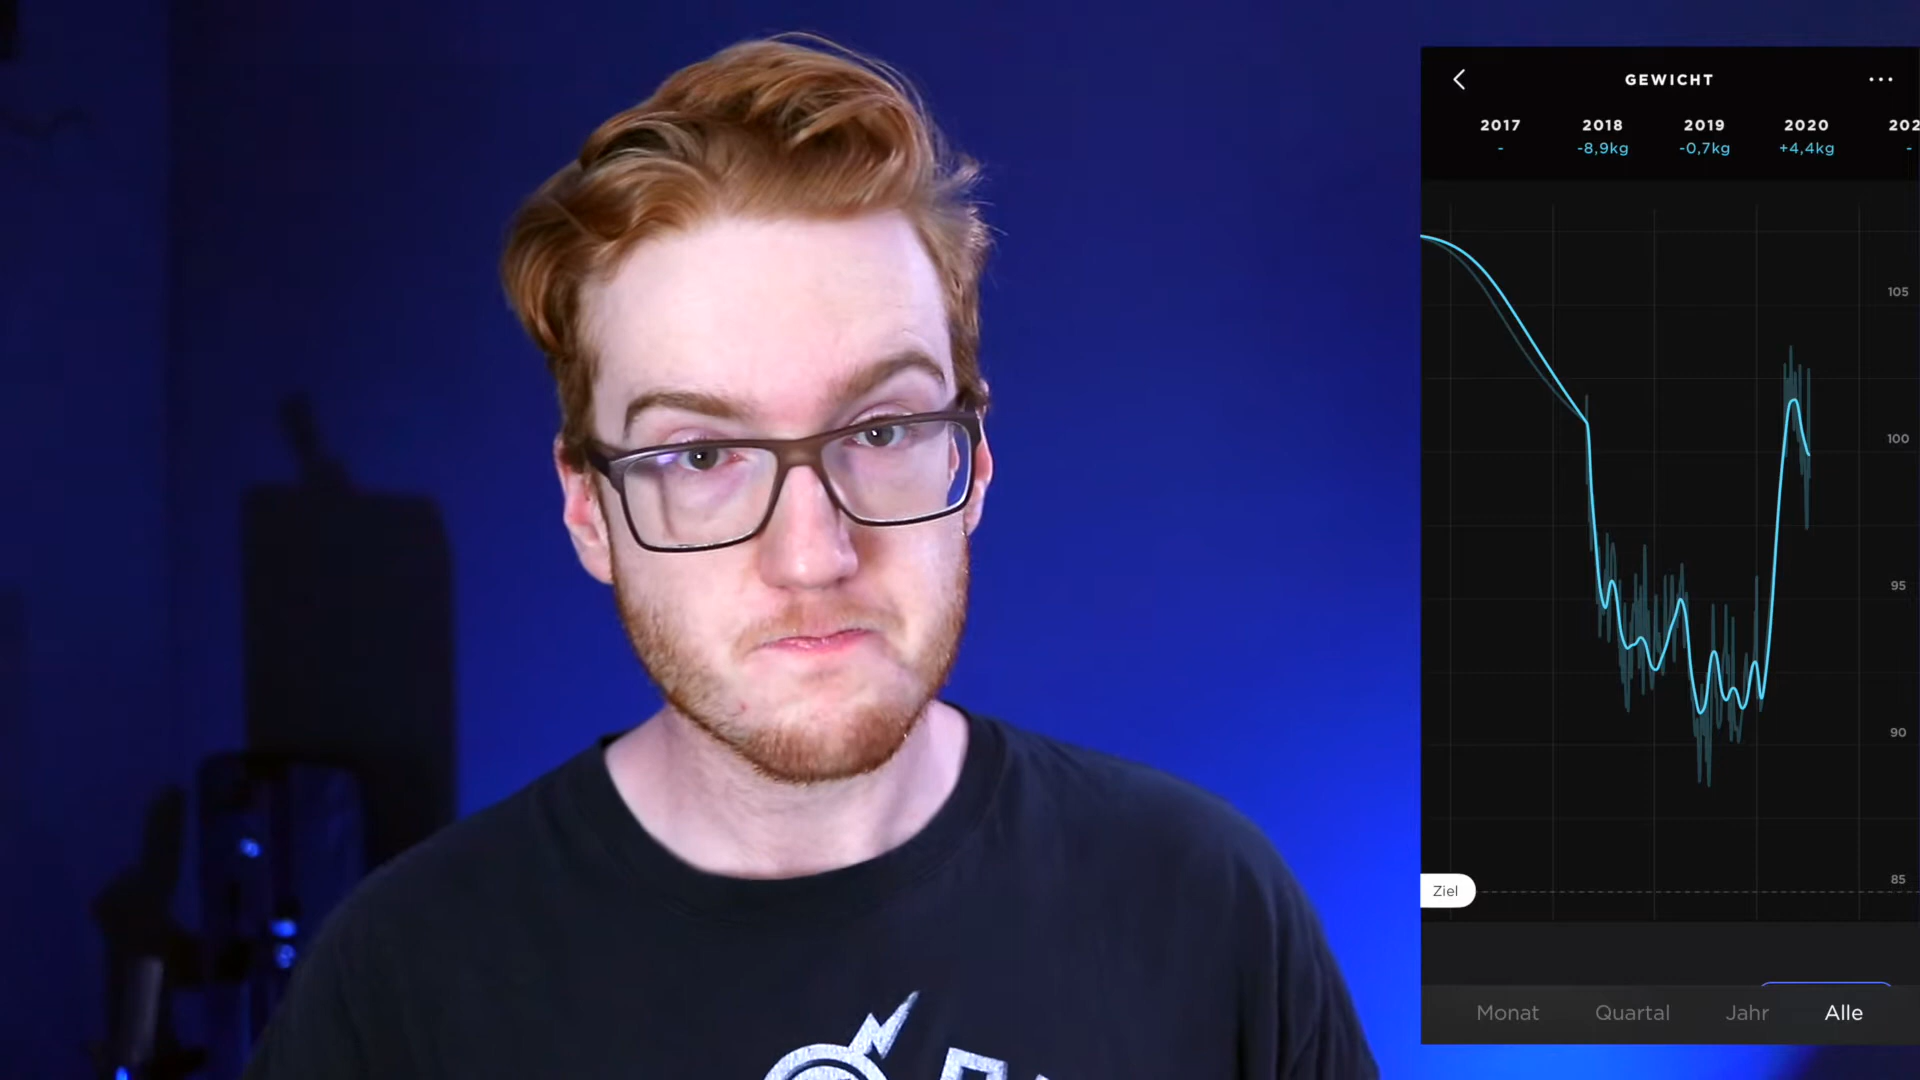 GEWICHT
2017
2018
2019
2020
-
-8,9kg
-0,7kg
+4,4kg
-
105
100
95
90
85
Ziel
Monat
Quartal
Jahr
Alle